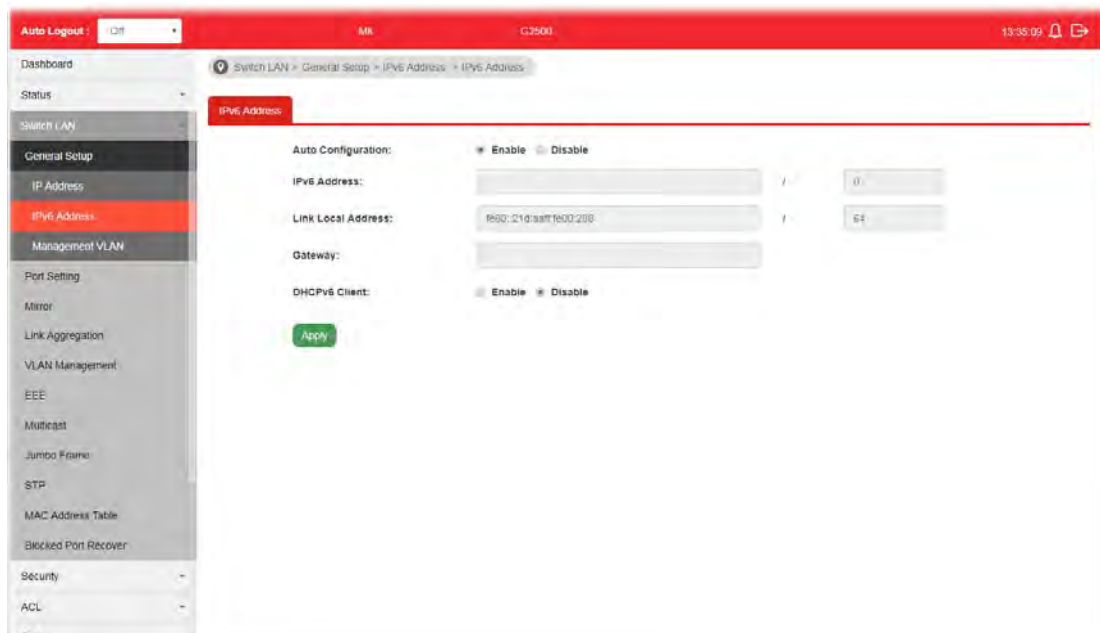 Auto Logout : Off MK G2500 13:35:09
Dashboard
Switch LAN > General Setup > IPv6 Address > IPv6 Address
Status
IPv6 Address
Switch LAN
General Setup
Auto Configuration: Enable Disable
IP Address
IPv6 Address: / 0
IPv6 Address
Link Local Address: / 64
Management VLAN
Gateway:
Port Setting
DHCPv6 Client: Enable Disable
Mirror
Apply
Link Aggregation
VLAN Management
EEE
Multicast
Jumbo Frame
STP
MAC Address Table
Blocked Port Recover
Security
ACL